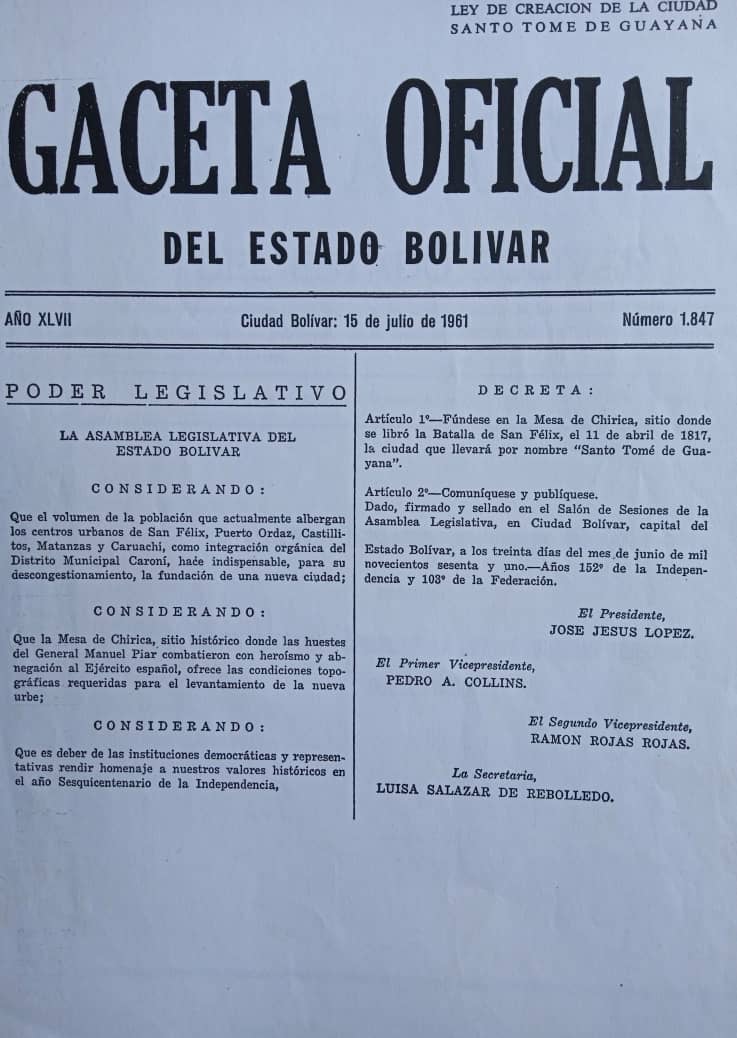 LEY DE CREACION DE LA CIUDAD
SANTO TOME DE GUAYANA
GACETA OFICIAL
DEL ESTADO BOLIVAR
AÑO XLVII
Ciudad Bolívar: 15 de julio de 1961
Número 1.847
PODER LEGISLATIVO
LA ASAMBLEA LEGISLATIVA DEL
ESTADO BOLIVAR
CONSIDERANDO:
Que el volumen de la población que actualmente albergan
los centros urbanos de San Félix, Puerto Ordaz, Castilli-
tos, Matanzas y Caruachi, como integración orgánica del
Distrito Municipal Caroní, hace indispensable, para su
descongestionamiento, la fundación de una nueva ciudad;
CONSIDERANDO:
Que la Mesa de Chirica, sitio histórico donde las huestes
del General Manuel Piar combatieron con heroísmo y ab-
negación al Ejército español, ofrece las condiciones topo-
gráficas requeridas para el levantamiento de la nueva
urbe;
CONSIDERANDO:
Que es deber de las instituciones democráticas y represen-
tativas rendir homenaje a nuestros valores históricos en
el año Sesquicentenario de la Independencia,
DECRETA:
Artículo 1º—Fúndese en la Mesa de Chirica, sitio donde
se libró la Batalla de San Félix, el 11 de abril de 1817,
la ciudad que llevará por nombre "Santo Tomé de Gua-
yana".
Artículo 2º—Comuníquese y publíquese.
Dado, firmado y sellado en el Salón de Sesiones de la
Asamblea Legislativa, en Ciudad Bolívar, capital del
Estado Bolívar, a los treinta días del mes de junio de mil
novecientos sesenta y uno.—Años 152º de la Indepen-
dencia y 103º de la Federación.
El Presidente,
JOSE JESUS LOPEZ.
El Primer Vicepresidente,
PEDRO A. COLLINS.
El Segundo Vicepresidente,
RAMON ROJAS ROJAS.
La Secretaria,
LUISA SALAZAR DE REBOLLEDO.